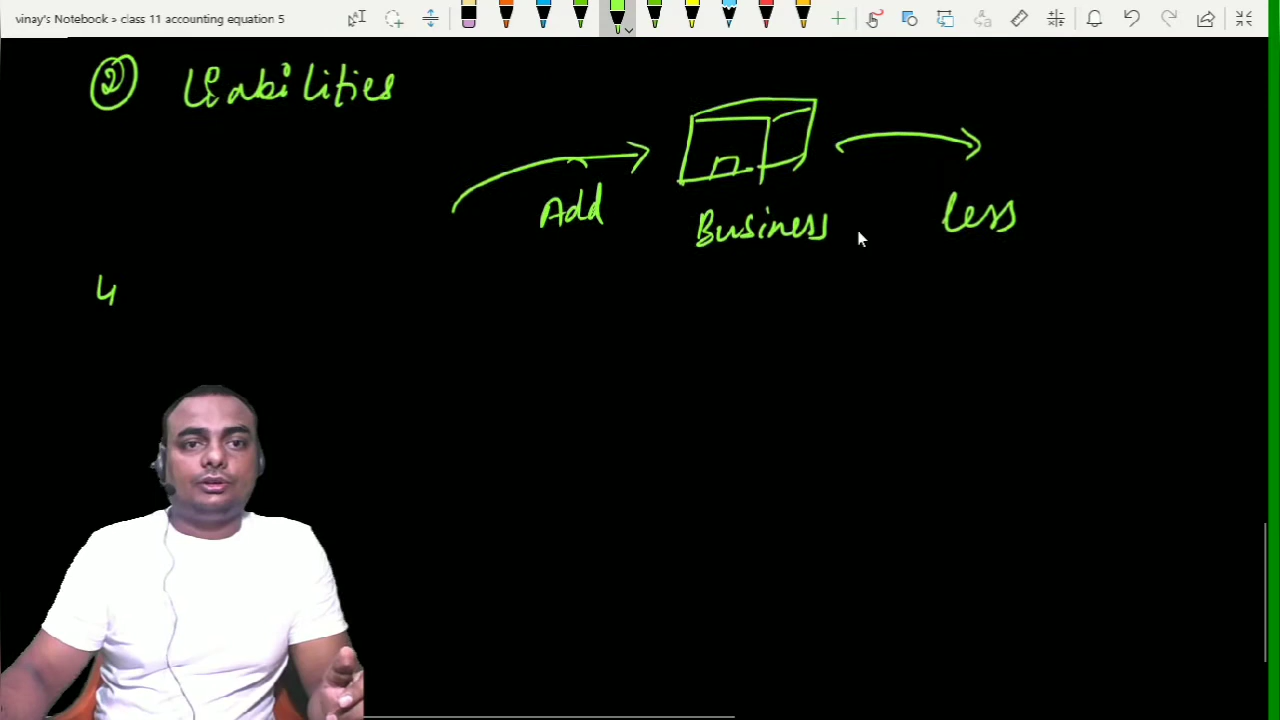 vinay's Notebook > class 11 accounting equation 5
② Liabilities
Add
Business
Less
4